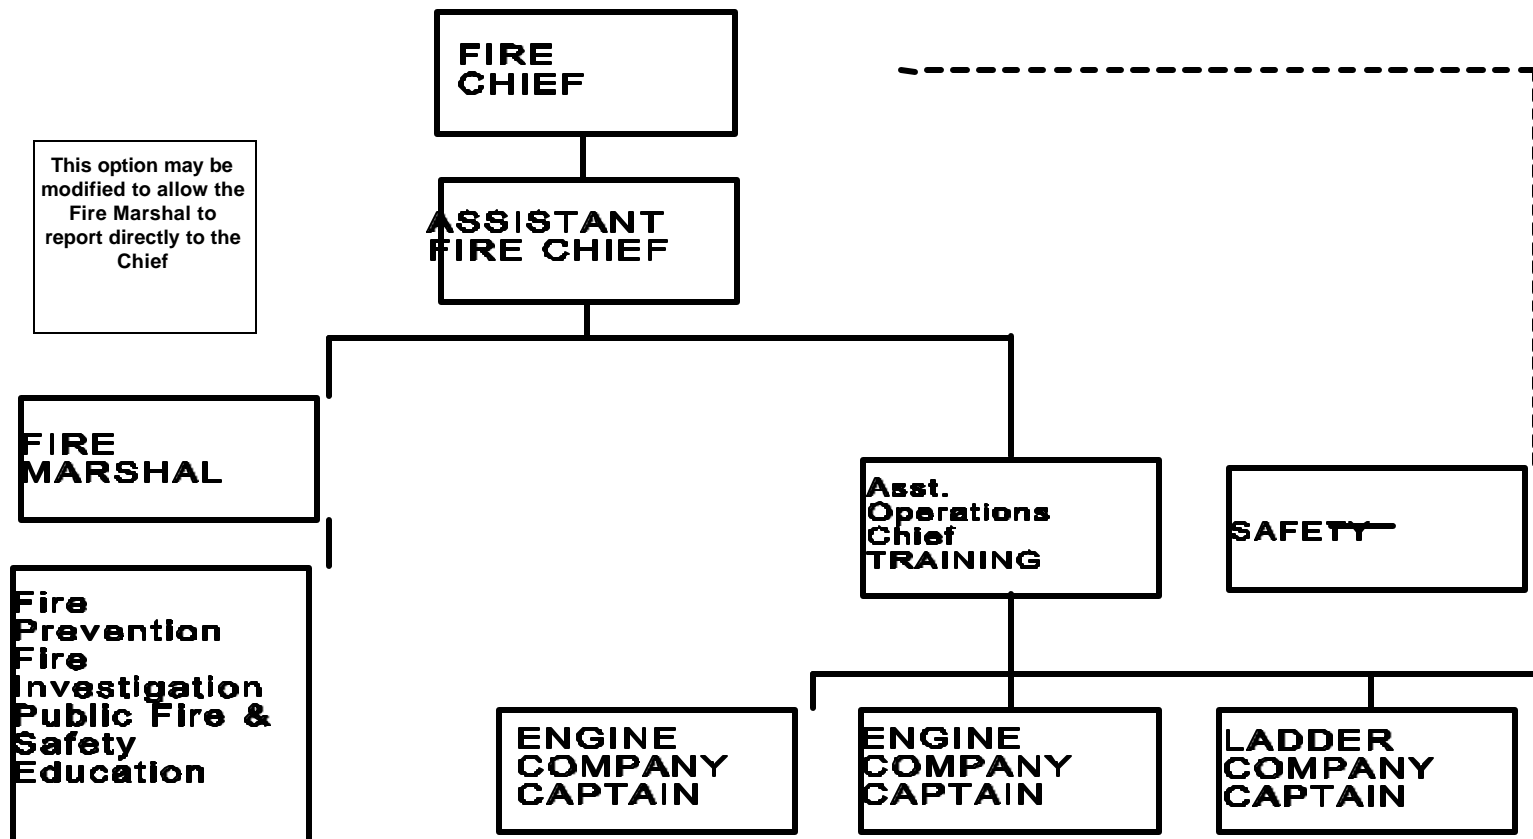 FIRE
CHIEF
This option may be
modified to allow the
Fire Marshal to
report directly to the
Chief
ASSISTANT
FIRE CHIEF
FIRE
MARSHAL
Asst.
Operations
Chief
TRAINING
SAFETY
Fire
Prevention
Fire
Investigation
Public Fire &
Safety
Education
ENGINE
COMPANY
CAPTAIN
ENGINE
COMPANY
CAPTAIN
LADDER
COMPANY
CAPTAIN